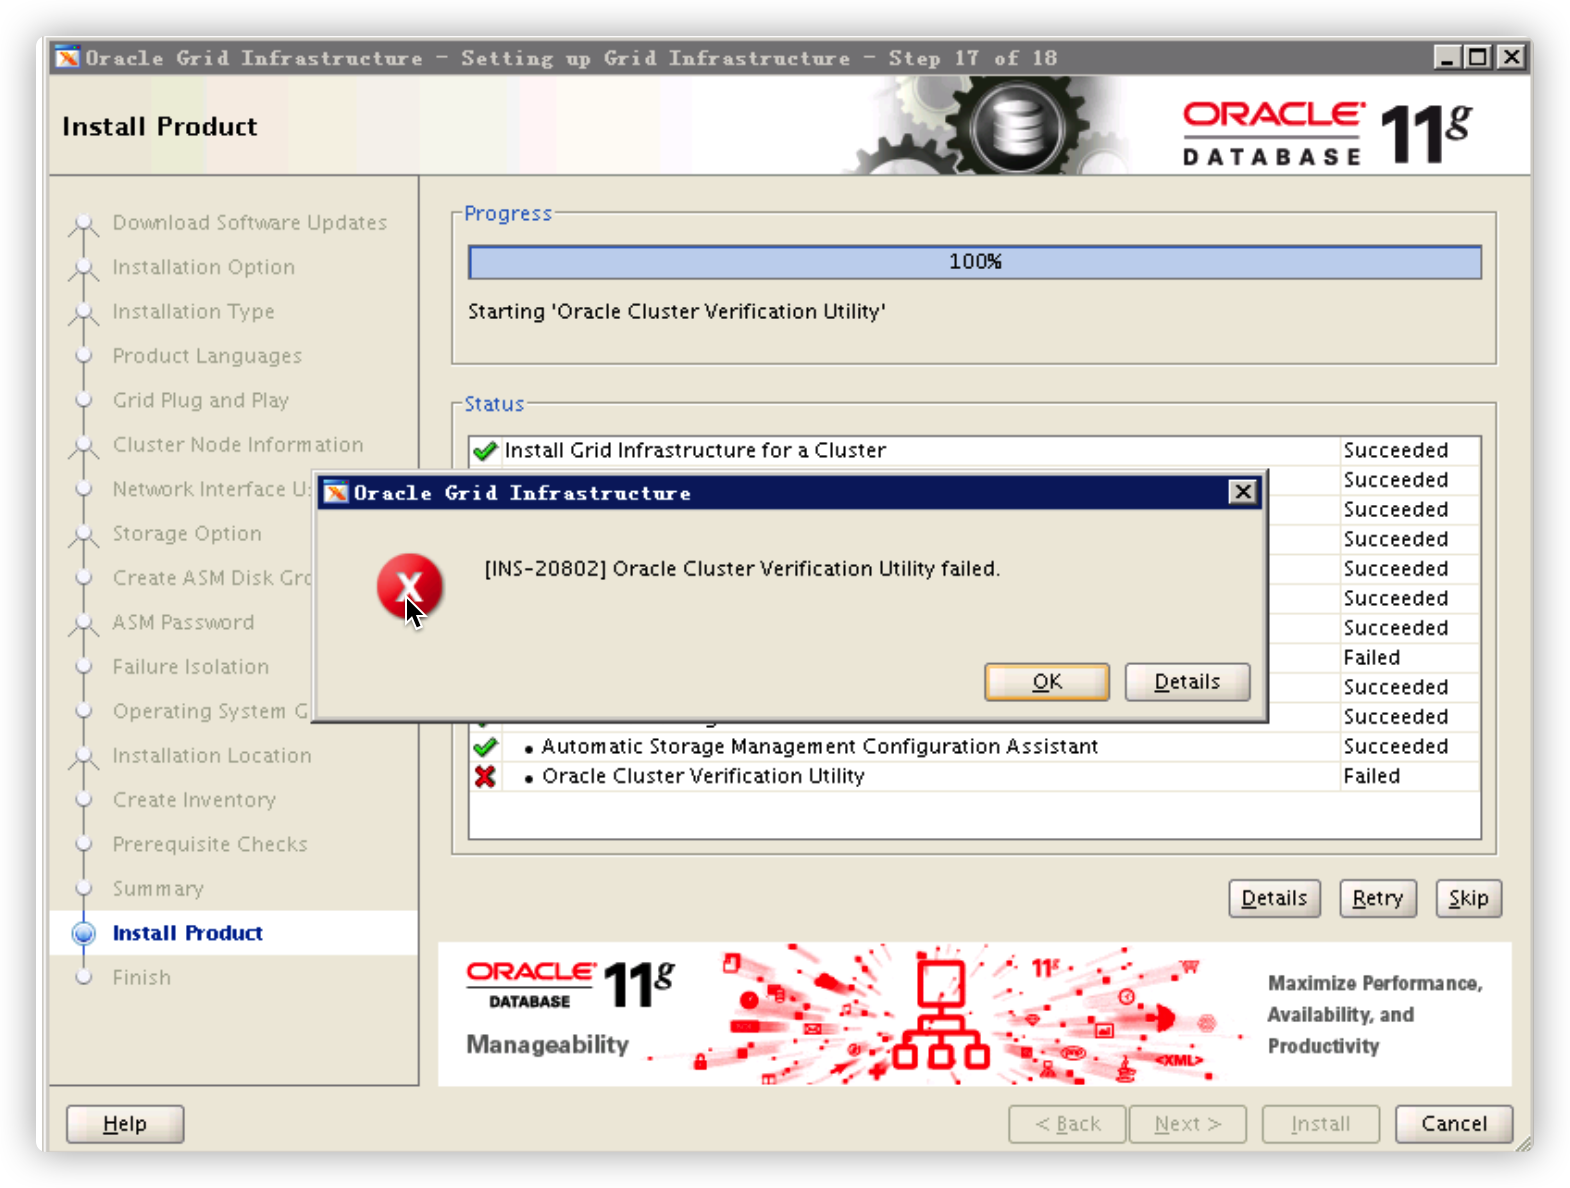 Oracle Grid Infrastructure - Setting up Grid Infrastructure - Step 17 of 18
Install Product
ORACLE 11g
DATABASE
Download Software Updates
Installation Option
Installation Type
Product Languages
Grid Plug and Play
Cluster Node Information
Network Interface U
Storage Option
Create ASM Disk Gro
ASM Password
Failure Isolation
Operating System G
Installation Location
Create Inventory
Prerequisite Checks
Summary
Install Product
Finish
Progress
100%
Starting 'Oracle Cluster Verification Utility'
Status
Install Grid Infrastructure for a Cluster Succeeded
Succeeded
Succeeded
Succeeded
Succeeded
Succeeded
Succeeded
Failed
Succeeded
Succeeded
• Automatic Storage Management Configuration Assistant Succeeded
• Oracle Cluster Verification Utility Failed
Oracle Grid Infrastructure
[INS-20802] Oracle Cluster Verification Utility failed.
OK Details
Details Retry Skip
ORACLE 11g
DATABASE
Manageability
11g
php
<XML>
Maximize Performance,
Availability, and
Productivity
Help < Back Next > Install Cancel